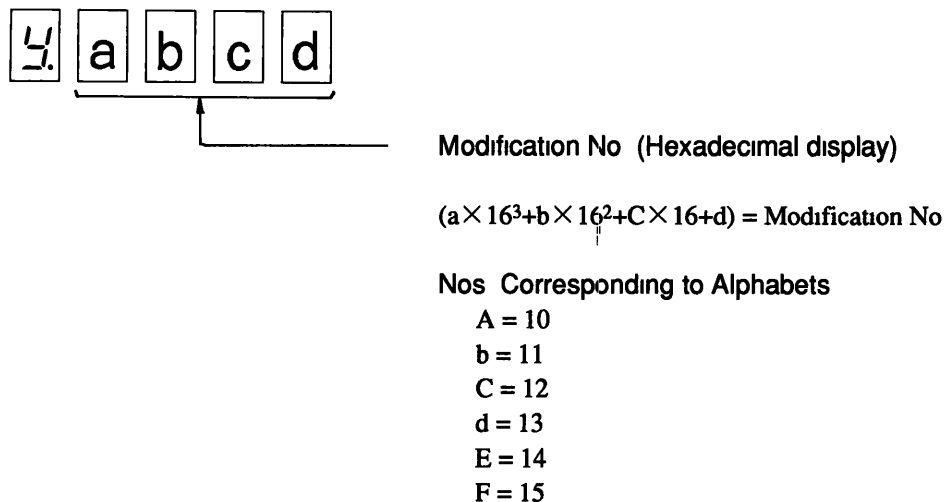 y. a b c d
Modification No (Hexadecimal display)
(a×16³+b×16²+C×16+d) = Modification No
Nos Corresponding to Alphabets
A = 10
b = 11
C = 12
d = 13
E = 14
F = 15